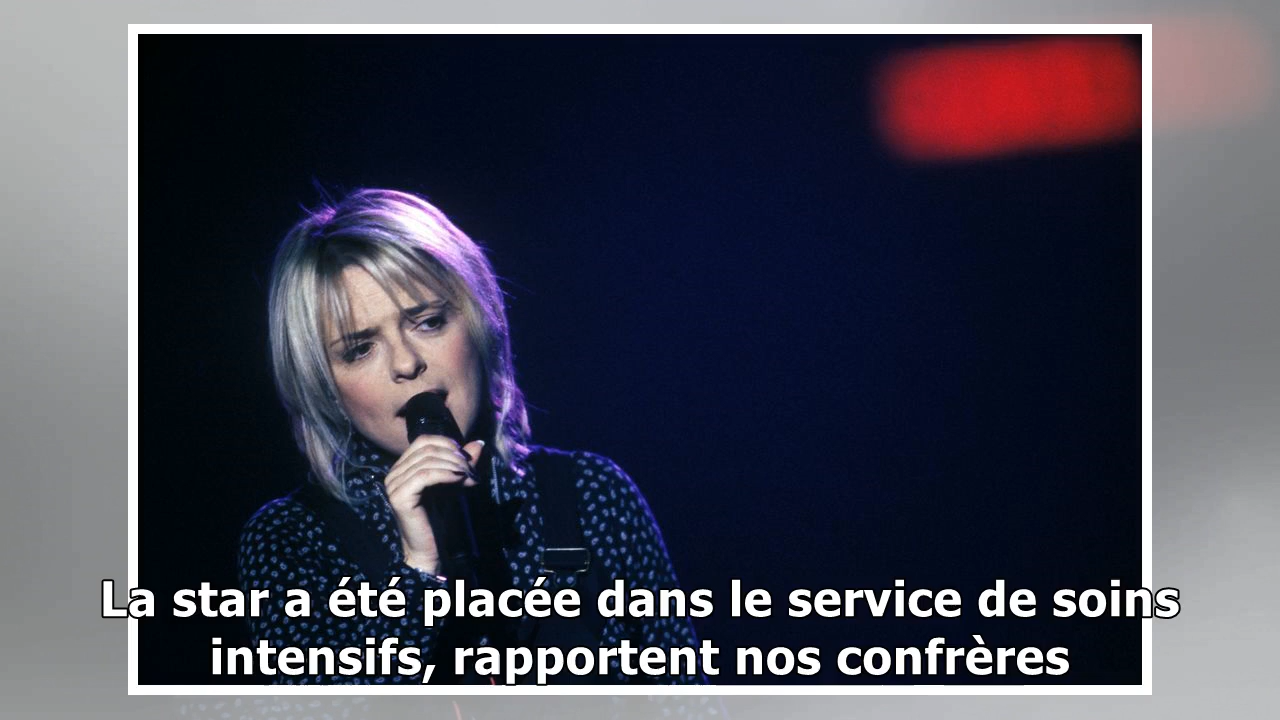 La star a été placée dans le service de soins
intensifs, rapportent nos confrères